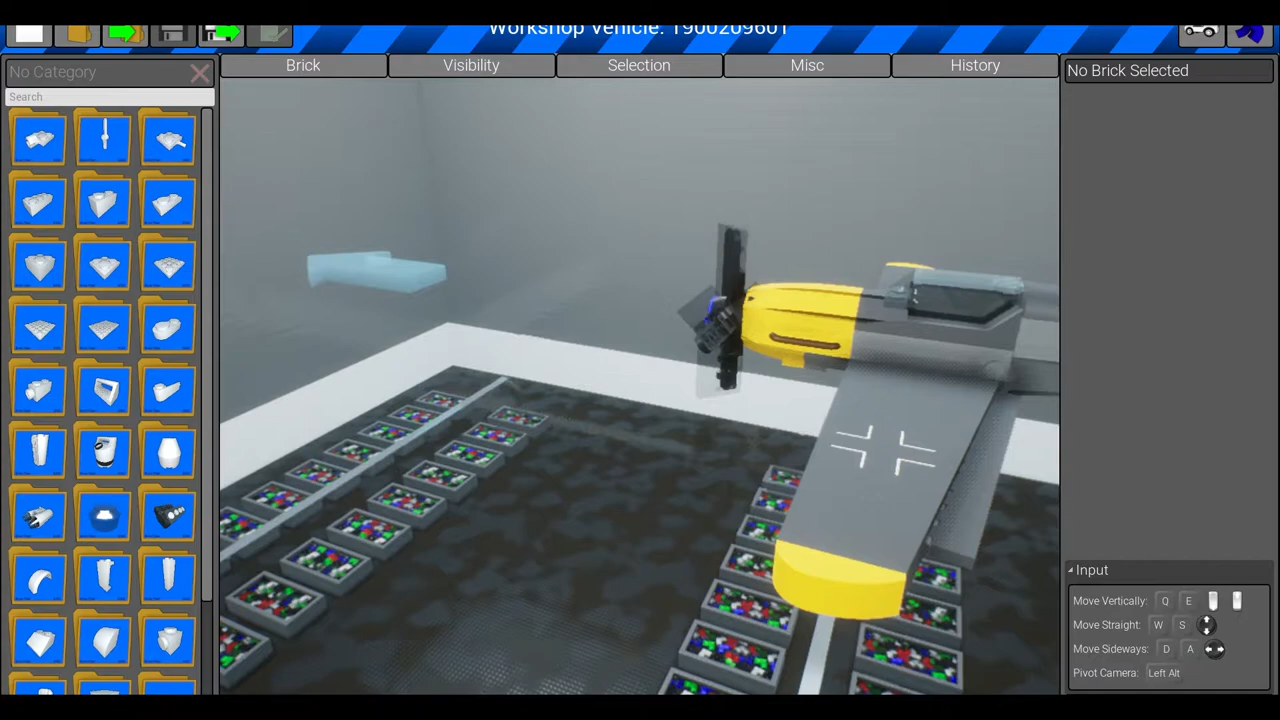 Workshop Vehicle: 1900209601
No Category
Search
Brick
Visibility
Selection
Misc
History
No Brick Selected
Input
Move Vertically: Q E
Move Straight: W S
Move Sideways: D A
Pivot Camera: Left Alt